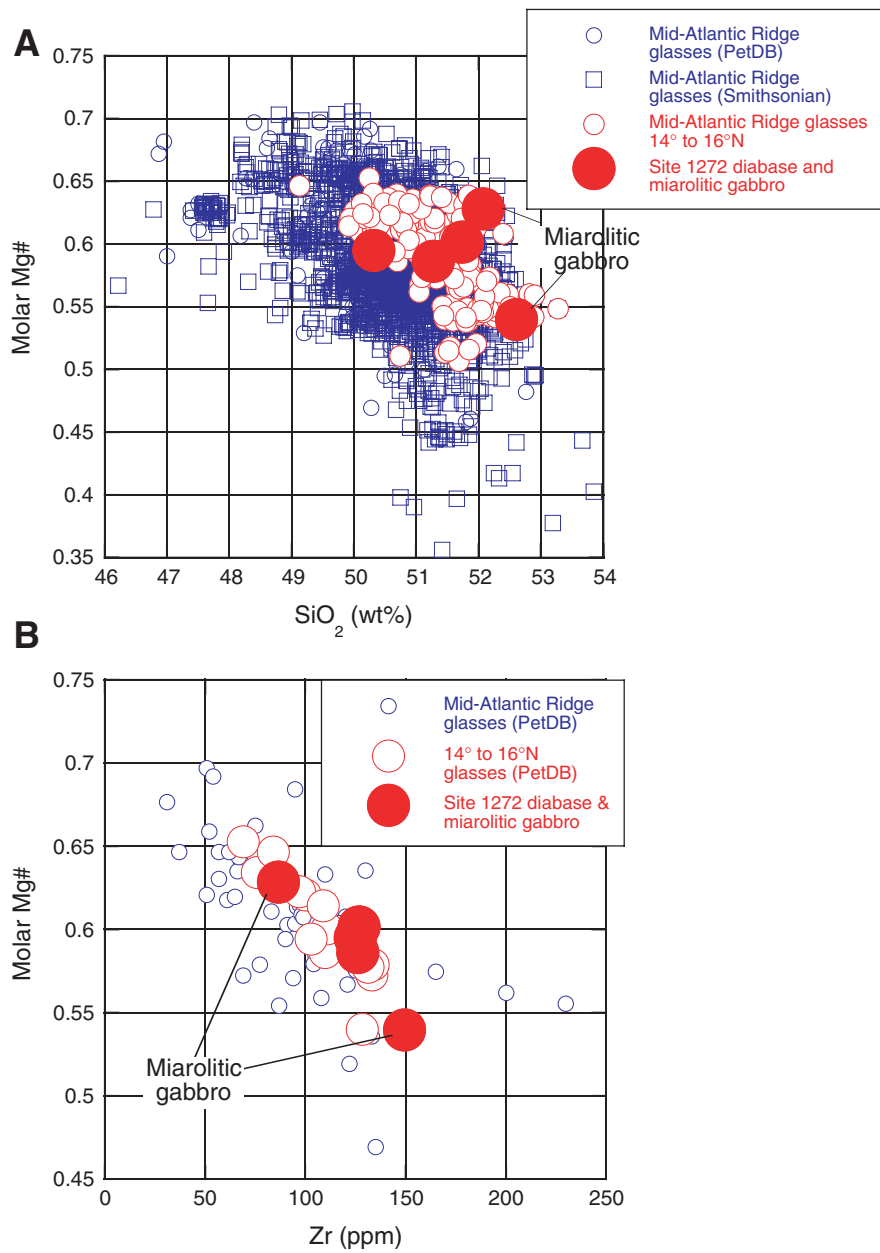 A
Mid-Atlantic Ridge
glasses (PetDB)
Mid-Atlantic Ridge
glasses (Smithsonian)
Mid-Atlantic Ridge glasses
14° to 16°N
Site 1272 diabase and
miarolitic gabbro
0.75
0.7
0.65
0.6
0.55
0.5
0.45
0.4
0.35
Molar Mg#
Miarolitic
gabbro
46 47 48 49 50 51 52 53 54
SiO2 (wt%)
B
Mid-Atlantic Ridge
glasses (PetDB)
14° to 16°N
glasses (PetDB)
Site 1272 diabase &
miarolitic gabbro
0.75
0.7
0.65
0.6
0.55
0.5
0.45
Molar Mg#
Miarolitic
gabbro
0 50 100 150 200 250
Zr (ppm)